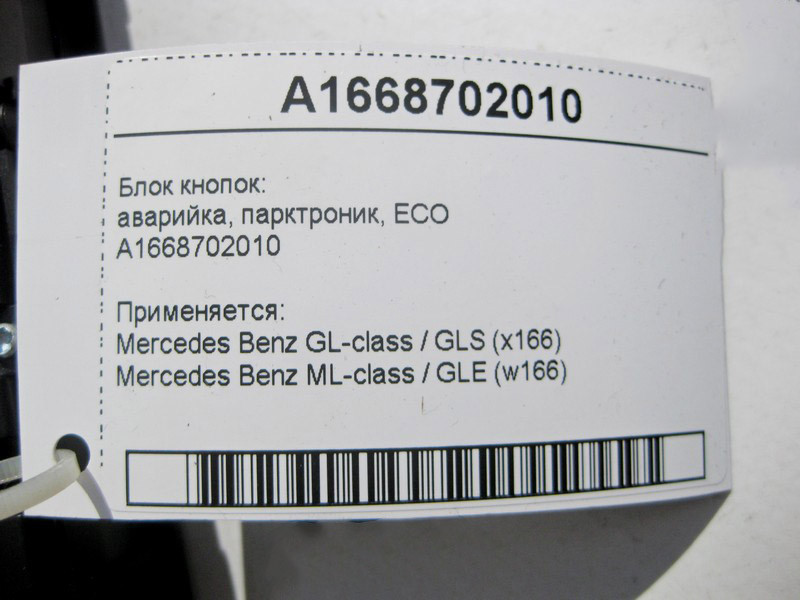 A1668702010
Блок кнопок:
аварийка, парктроник, ECO
A1668702010
Применяется:
Mercedes Benz GL-class / GLS (x166)
Mercedes Benz ML-class / GLE (w166)